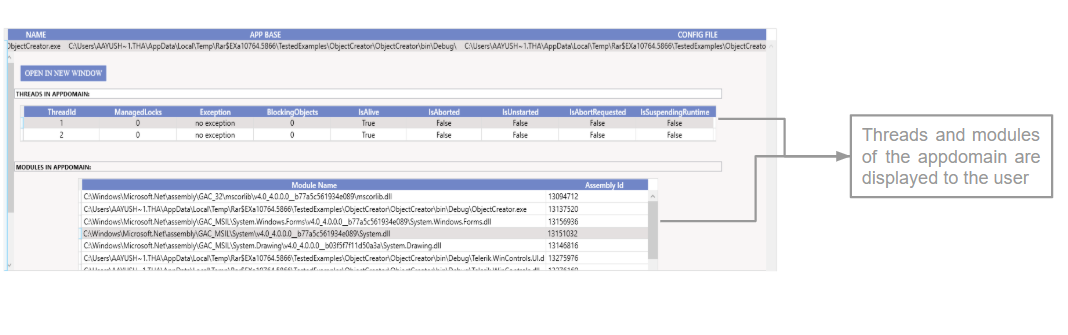 NAME APP BASE CONFIG FILE
ObjectCreator.exe C:\Users\AAYUSH~1.THA\AppData\Local\Temp\Rar$EXa10764.5866\TestedExamples\ObjectCreator\ObjectCreator\bin\Debug\ C:\Users\AAYUSH~1.THA\AppData\Local\Temp\Rar$EXa10764.5866\TestedExamples\ObjectCreato
OPEN IN NEW WINDOW
THREADS IN APPDOMAIN:
ThreadId ManagedLocks Exception BlockingObjects IsAlive IsAborted IsUnstarted IsAbortRequested IsSuspendingRuntime
1 0 no exception 0 True False False False False
2 0 no exception 0 True False False False False
Threads and modules
of the appdomain are
displayed to the user
MODULES IN APPDOMAIN:
Module Name Assembly Id
C:\Windows\Microsoft.Net\assembly\GAC_32\mscorlib\v4.0_4.0.0.0__b77a5c561934e089\mscorlib.dll 13094712
C:\Users\AAYUSH~1.THA\AppData\Local\Temp\Rar$EXa10764.5866\TestedExamples\ObjectCreator\ObjectCreator\bin\Debug\ObjectCreator.exe 13137520
C:\Windows\Microsoft.Net\assembly\GAC_MSIL\System.Windows.Forms\v4.0_4.0.0.0__b77a5c561934e089\System.Windows.Forms.dll 13156936
C:\Windows\Microsoft.Net\assembly\GAC_MSIL\System\v4.0_4.0.0.0__b77a5c561934e089\System.dll 13151032
C:\Windows\Microsoft.Net\assembly\GAC_MSIL\System.Drawing\v4.0_4.0.0.0__b03f5f7f11d50a3a\System.Drawing.dll 13146816
C:\Users\AAYUSH~1.THA\AppData\Local\Temp\Rar$EXa10764.5866\TestedExamples\ObjectCreator\ObjectCreator\bin\Debug\Telerik.WinControls.UI.d 13275976